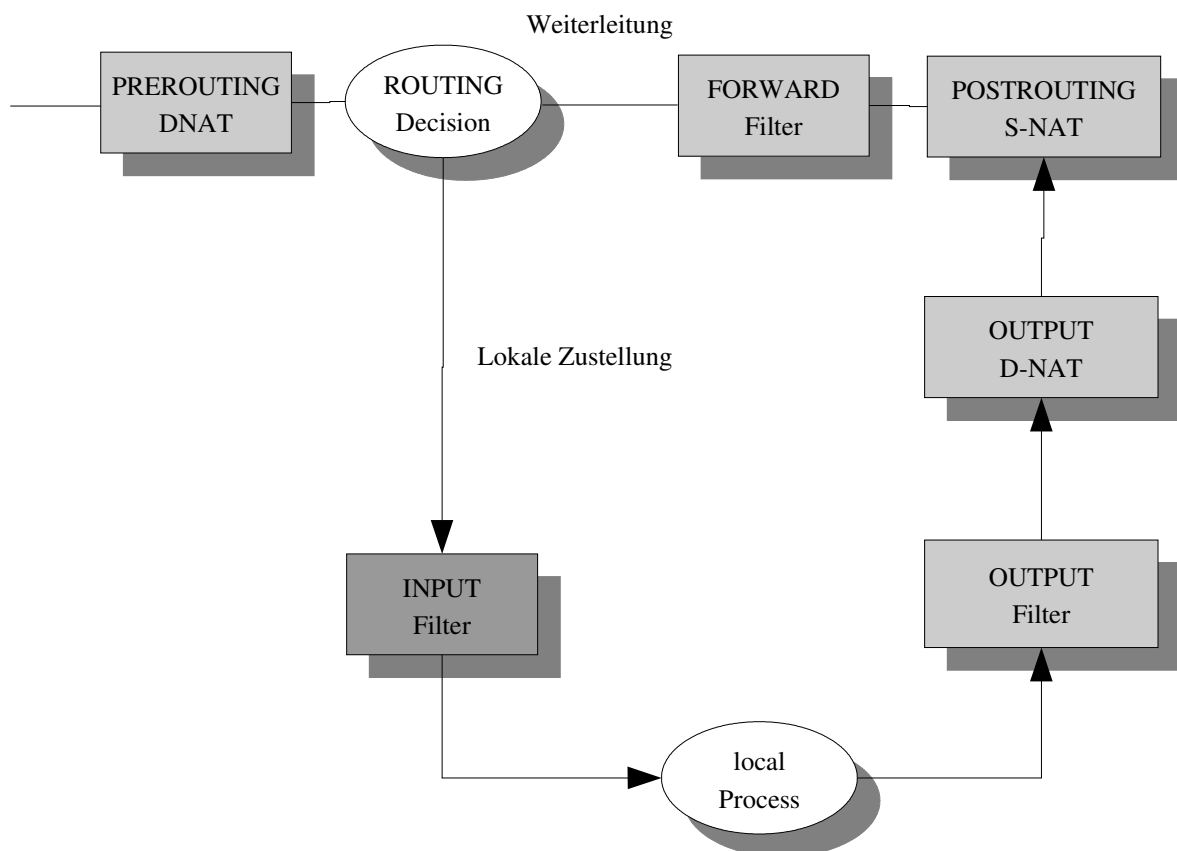 Weiterleitung
PREROUTING
DNAT
ROUTING
Decision
FORWARD
Filter
POSTROUTING
S-NAT
Lokale Zustellung
OUTPUT
D-NAT
INPUT
Filter
OUTPUT
Filter
local
Process